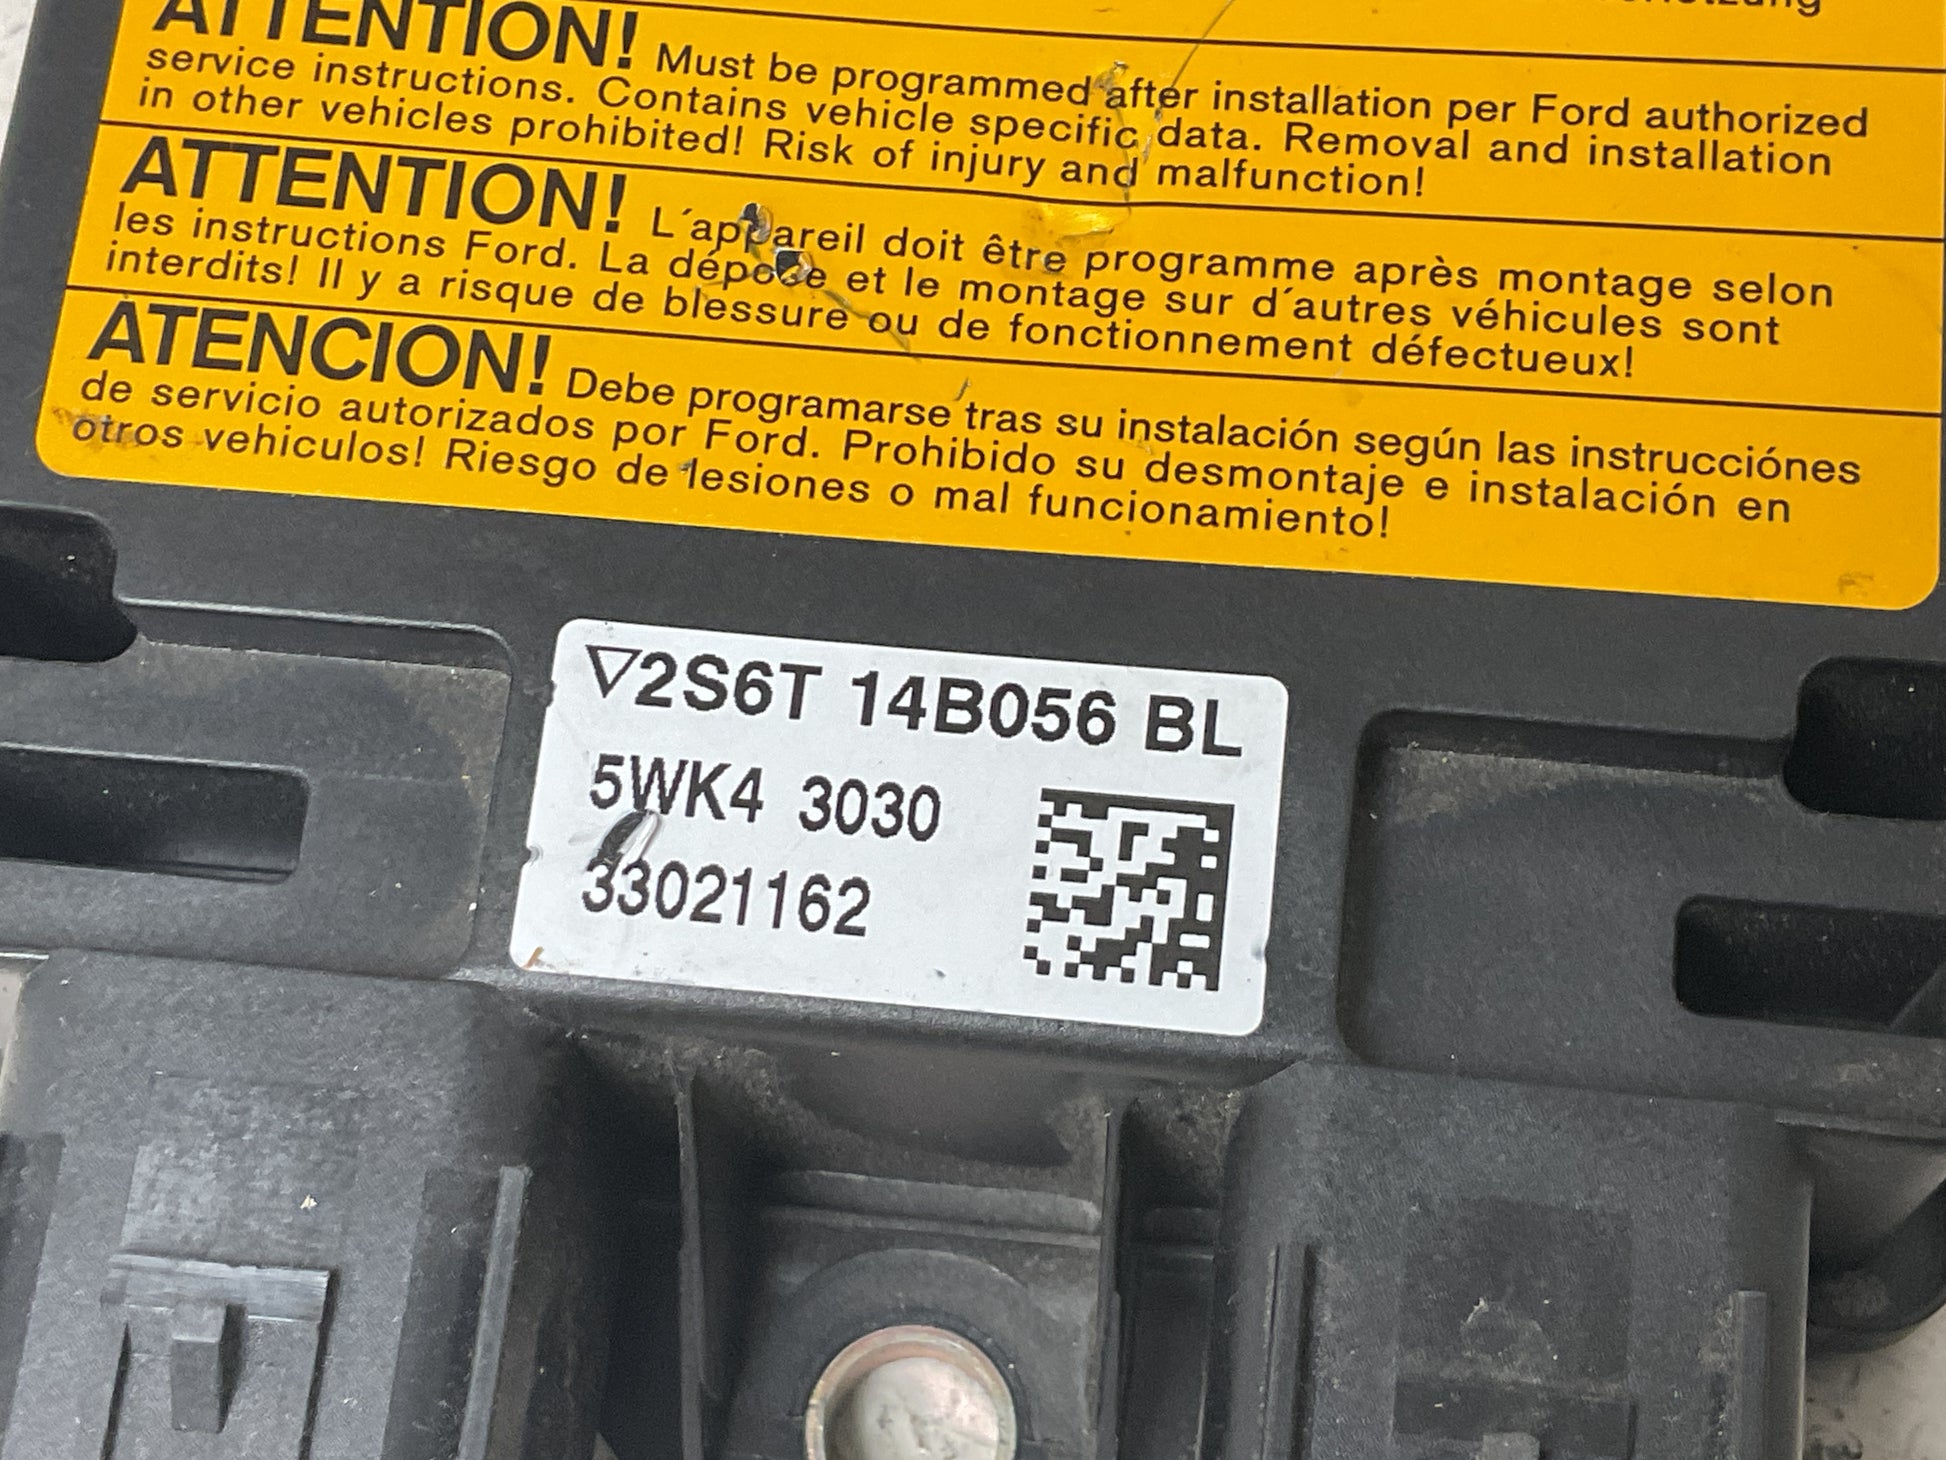 ATTENTION! Must be programmed after installation per Ford authorized
service instructions. Contains vehicle specific data. Removal and installation
in other vehicles prohibited! Risk of injury and malfunction!
ATTENTION! L´appareil doit être programme après montage selon
les instructions Ford. La dépose et le montage sur d´autres véhicules sont
interdits! Il y a risque de blessure ou de fonctionnement défectueux!
ATENCION! Debe programarse tras su instalación según las instrucciónes
de servicio autorizados por Ford. Prohibido su desmontaje e instalación en
otros vehiculos! Riesgo de lesiones o mal funcionamiento!
▽2S6T 14B056 BL
5WK4 3030
33021162